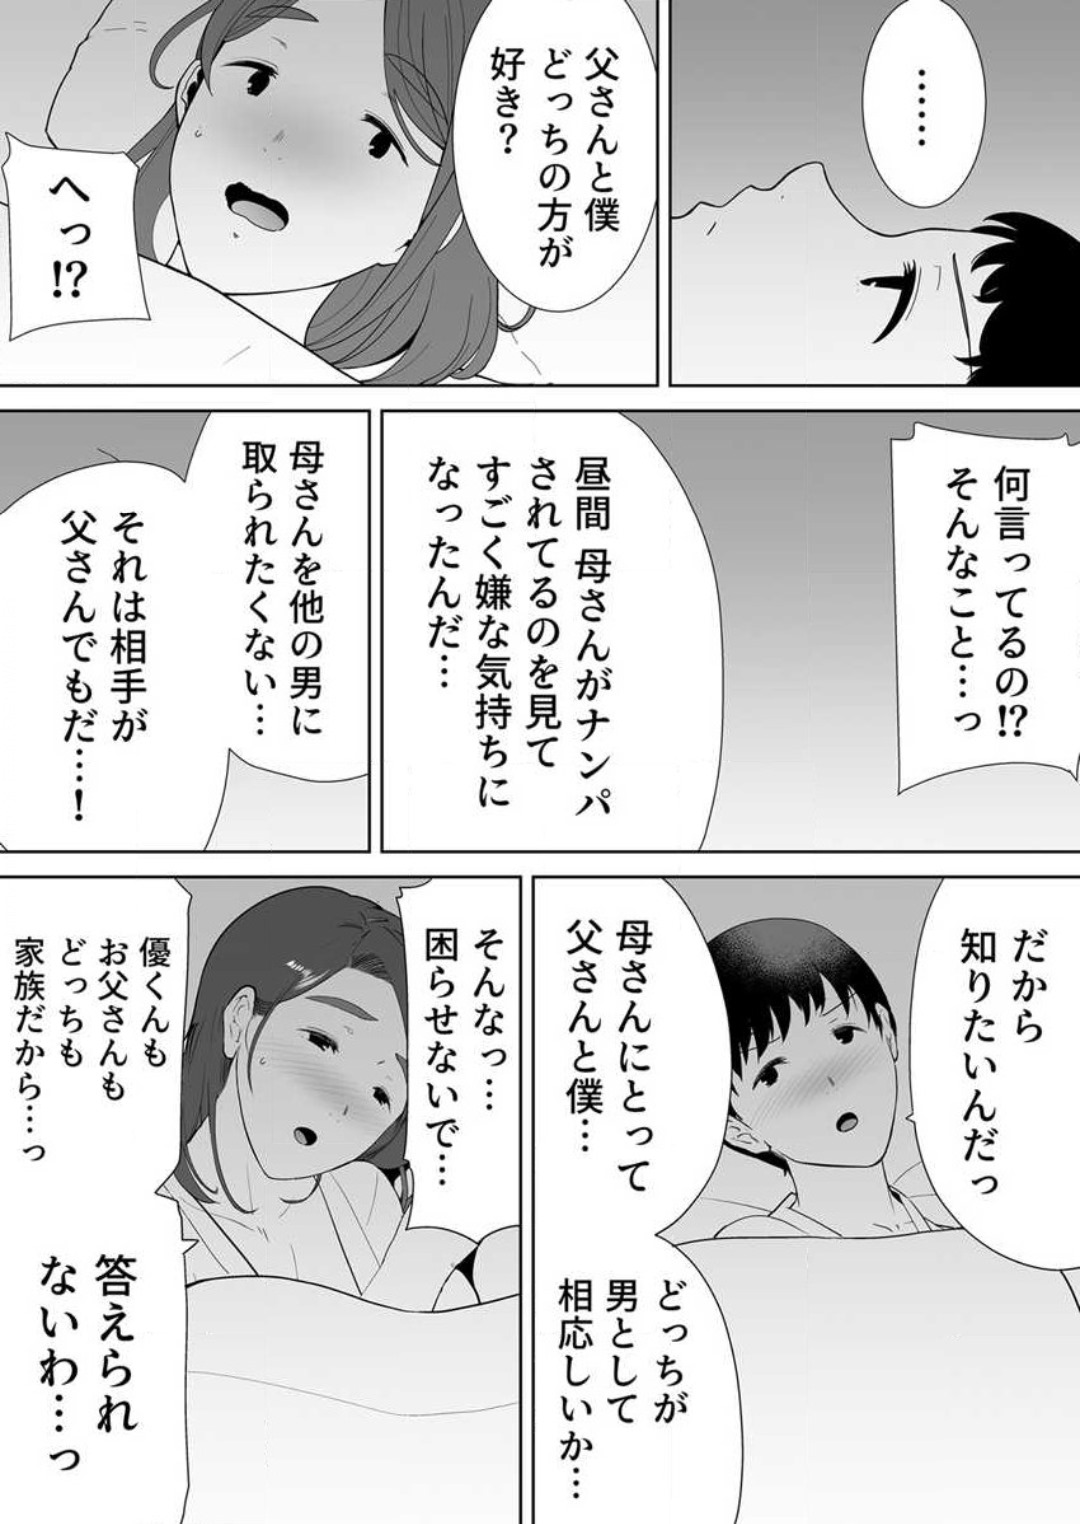 ……
父さんと僕
どっちの方が
好き？
へっ!?
何言ってるの!?
そんなこと…っ
昼間 母さんがナンパ
されてるのを見て
すごく嫌な気持ちに
なったんだ…
母さんを他の男に
取られたくない…
それは相手が
父さんでもだ…！
だから
知りたいんだっ
母さんにとって
父さんと僕…
どっちが
男として
相応しいか…
そんなっ…
困らせないで…
優くんも
お父さんも
どっちも
家族だから…っ
答えられ
ないわ…っ